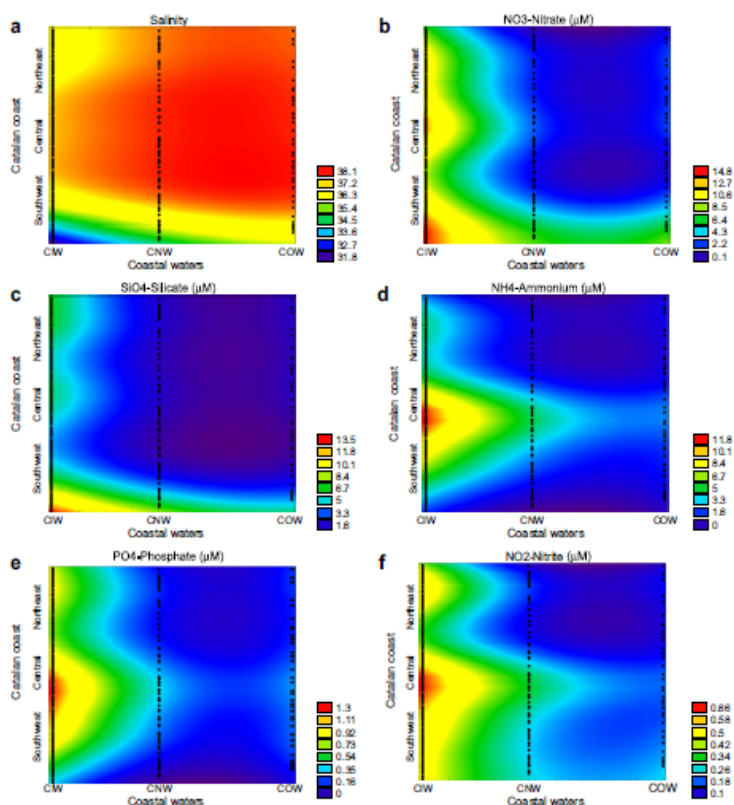 a
Salinity
Catalan coast
Northeast
Central
Southwest
38.1
37.2
36.3
35.4
34.5
33.6
32.7
31.8
CIW
CNW
COW
Coastal waters
b
NO3-Nitrate (μM)
Catalan coast
Northeast
Central
Southwest
14.8
12.7
10.6
8.5
6.4
4.3
2.2
0.1
CIW
CNW
COW
Coastal waters
c
SiO4-Silicate (μM)
Catalan coast
Northeast
Central
Southwest
13.5
11.8
10.1
8.4
6.7
5
3.3
1.6
CIW
CNW
COW
Coastal waters
d
NH4-Ammonium (μM)
Catalan coast
Northeast
Central
Southwest
11.8
10.1
8.4
6.7
5
3.3
1.6
0
CIW
CNW
COW
Coastal waters
e
PO4-Phosphate (μM)
Catalan coast
Northeast
Central
Southwest
1.3
1.11
0.92
0.73
0.54
0.35
0.16
0
CIW
CNW
COW
Coastal waters
f
NO2-Nitrite (μM)
Catalan coast
Northeast
Central
Southwest
0.66
0.58
0.5
0.42
0.34
0.26
0.18
0.1
CIW
CNW
COW
Coastal waters